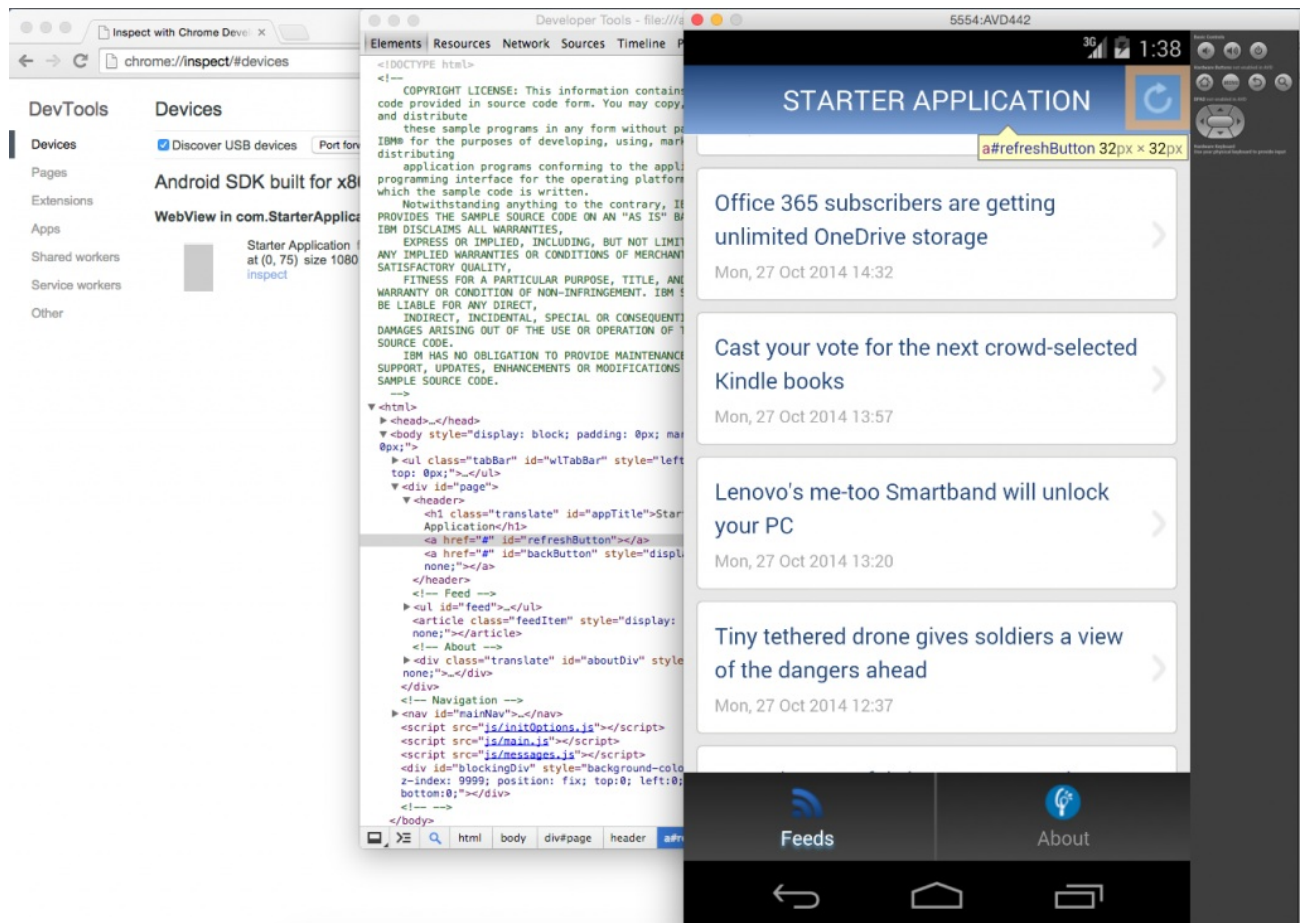 Inspect with Chrome Deve
chrome://inspect/#devices
DevTools
Devices
Pages
Extensions
Apps
Shared workers
Service workers
Other
Devices
Discover USB devices
Port
Android SDK built for
WebView in com.StarterApplica
Starter Application
at (0, 75) size 1080
inspect
Developer Tools - file:///a
Elements Resources Network Sources Timeline P
<!DOCTYPE html>
<!--
COPYRIGHT LICENSE: This information contains
code provided in source code form. You may copy,
and distribute
these sample programs in any form without pa
IBM® for the purposes of developing, using, mark
distributing
application programs conforming to the appli
programming interface for the operating platfor
which the sample code is written.
Notwithstanding anything to the contrary, IB
PROVIDES THE SAMPLE SOURCE CODE ON AN "AS IS" BA
IBM DISCLAIMS ALL WARRANTIES,
EXPRESS OR IMPLIED, INCLUDING, BUT NOT LIMIT
ANY IMPLIED WARRANTIES OR CONDITIONS OF MERCHAN
SATISFACTORY QUALITY,
FITNESS FOR A PARTICULAR PURPOSE, TITLE, AND
WARRANTY OR CONDITION OF NON-INFRINGEMENT. IBM S
BE LIABLE FOR ANY DIRECT,
INDIRECT, INCIDENTAL, SPECIAL OR CONSEQUENTI
DAMAGES ARISING OUT OF THE USE OR OPERATION OF T
SOURCE CODE.
IBM HAS NO OBLIGATION TO PROVIDE MAINTENANCE
SUPPORT, UPDATES, ENHANCEMENTS OR MODIFICATIONS
SAMPLE SOURCE CODE.
-->
<html>
<head>…</head>
<body style="display: block; padding: 0px; mar
0px;">
<ul class="tabBar" id="wlTabBar" style="left
top: 0px;">…</ul>
<div id="page">
<header>
<h1 class="translate" id="appTitle">Star
Application</h1>
<a href="#" id="refreshButton"></a>
<a href="#" id="backButton" style="displ
none;"></a>
</header>
<!-- Feed -->
<ul id="feed">…</ul>
<article class="feedItem" style="display:
none;"></article>
<!-- About -->
<div class="translate" id="aboutDiv" style
none;">…</div>
</div>
<!-- Navigation -->
<nav id="mainNav">…</nav>
<script src="js/initOptions.js"></script>
<script src="js/main.js"></script>
<script src="js/messages.js"></script>
<div id="blockingDiv" style="background-colo
z-index: 9999; position: fix; top:0; left:0;
bottom:0;"></div>
<!-- -->
</body>
html body div#page header a#r
5554:AVD442
3G 1:38
STARTER APPLICATION
a#refreshButton 32px × 32px
Office 365 subscribers are getting
unlimited OneDrive storage
Mon, 27 Oct 2014 14:32
Cast your vote for the next crowd-selected
Kindle books
Mon, 27 Oct 2014 13:57
Lenovo's me-too Smartband will unlock
your PC
Mon, 27 Oct 2014 13:20
Tiny tethered drone gives soldiers a view
of the dangers ahead
Mon, 27 Oct 2014 12:37
Feeds
About